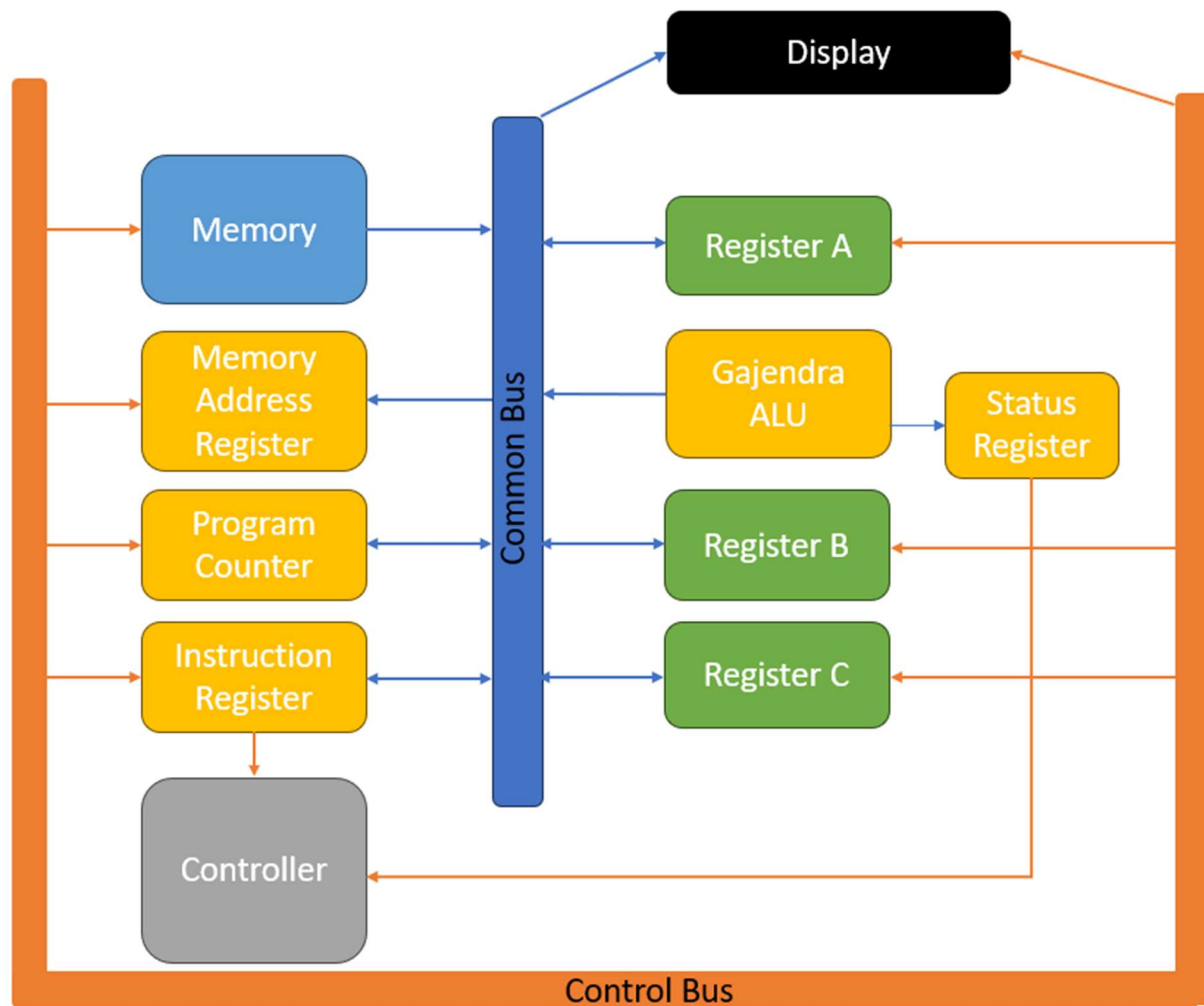 Display
Memory
Register A
Memory
Address
Register
Gajendra
ALU
Status
Register
Common Bus
Program
Counter
Register B
Instruction
Register
Register C
Controller
Control Bus